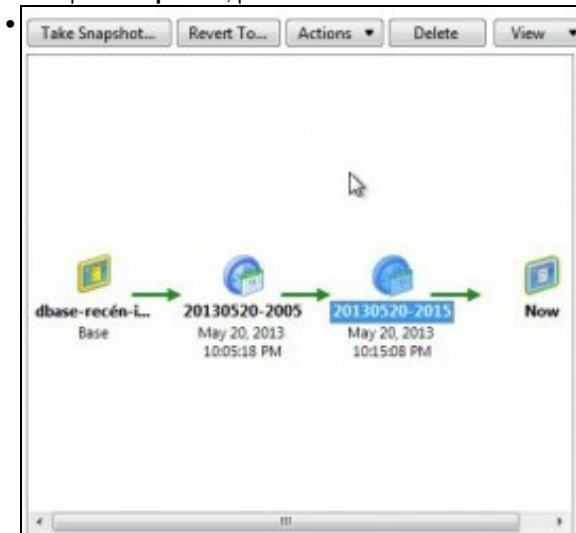 Take Snapshot... Revert To... Actions Delete View
dbase-recén-i... 20130520-2005 20130520-2015 Now
Base May 20, 2013 May 20, 2013
10:05:18 PM 10:15:08 PM